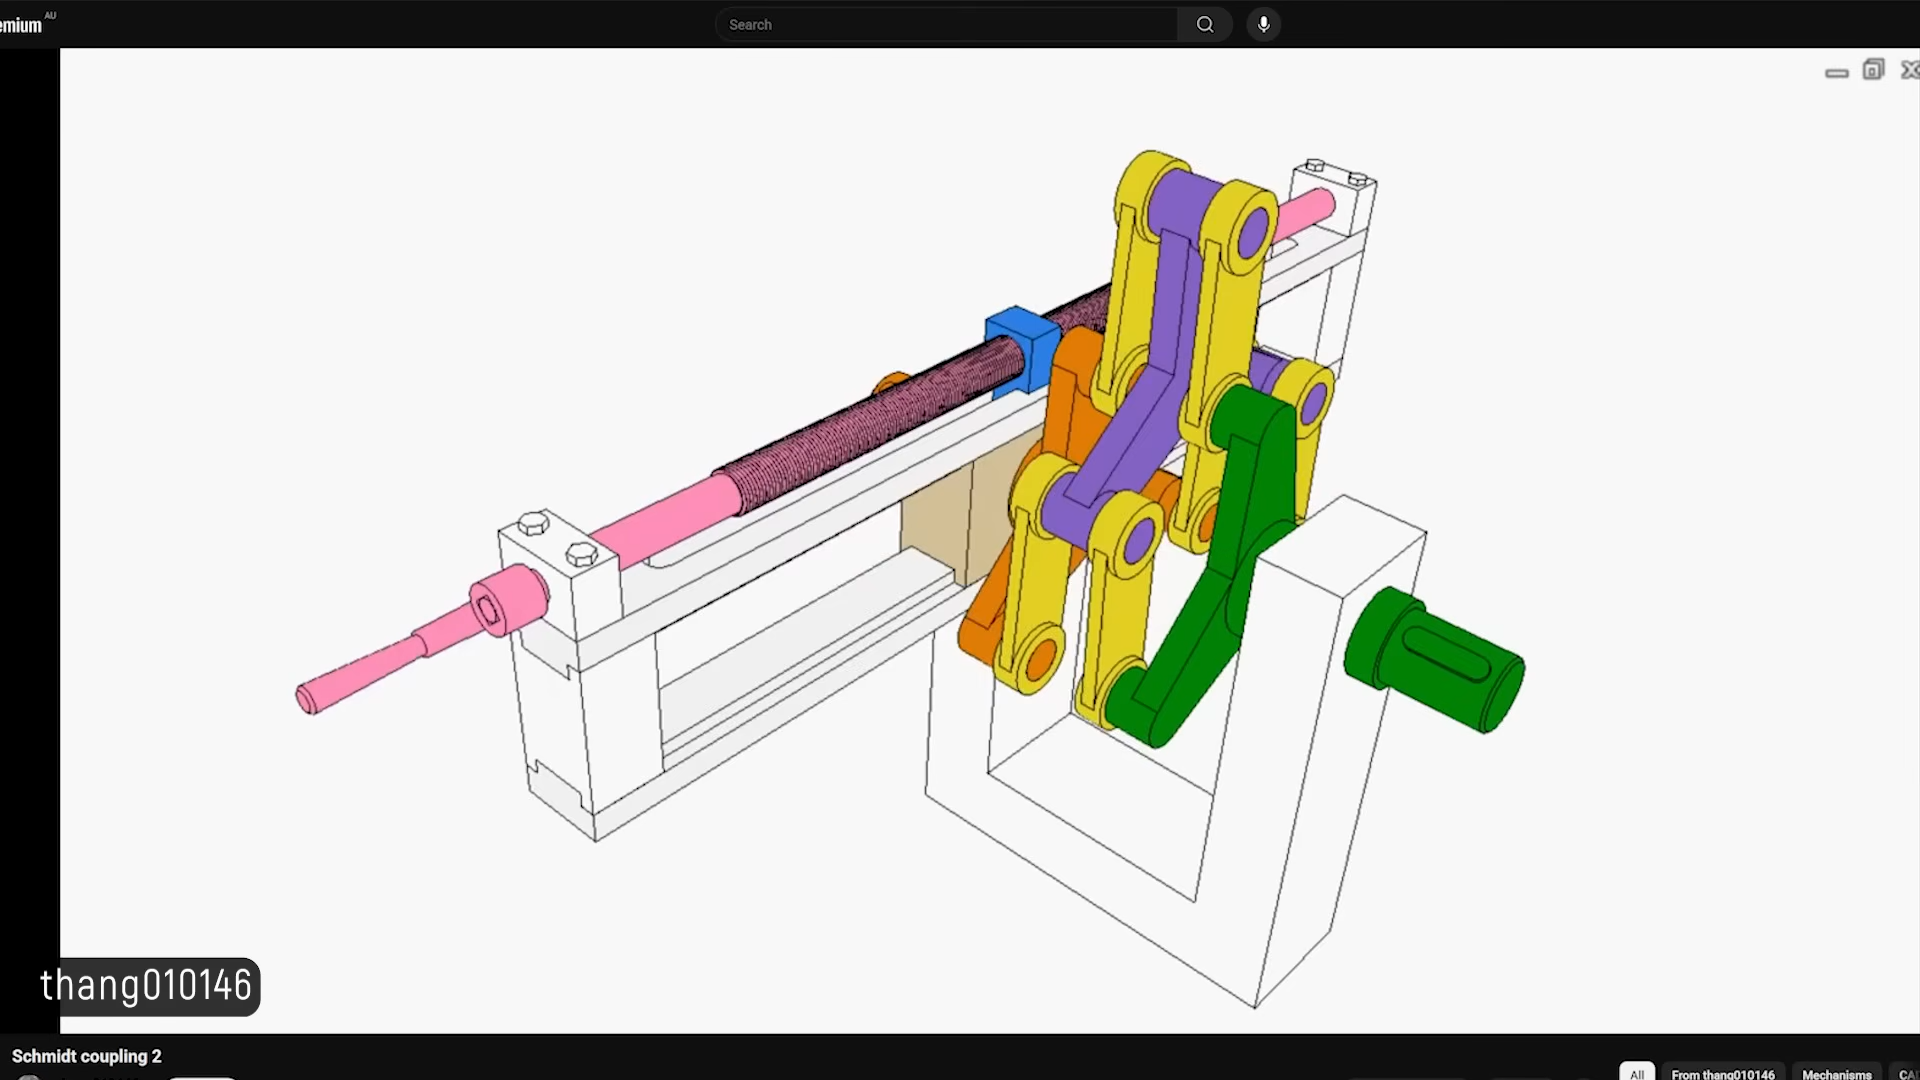 emium AU
Search
thang010146
Schmidt coupling 2
All
From thang010146
Mechanisms